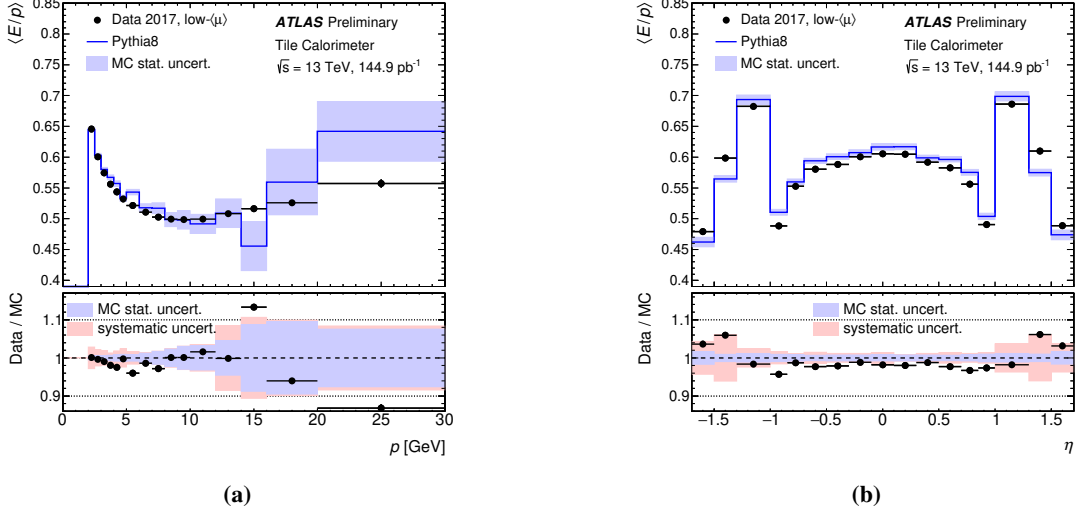 ⟨E/p⟩
0.85
0.8
0.75
0.7
0.65
0.6
0.55
0.5
0.45
0.4
Data 2017, low-⟨μ⟩
Pythia8
MC stat. uncert.
ATLAS Preliminary
Tile Calorimeter
√s = 13 TeV, 144.9 pb⁻¹
Data / MC
1.1
1
0.9
MC stat. uncert.
systematic uncert.
0 5 10 15 20 25 30
p [GeV]
(a)
⟨E/p⟩
0.85
0.8
0.75
0.7
0.65
0.6
0.55
0.5
0.45
0.4
Data 2017, low-⟨μ⟩
Pythia8
MC stat. uncert.
ATLAS Preliminary
Tile Calorimeter
√s = 13 TeV, 144.9 pb⁻¹
Data / MC
1.1
1
0.9
MC stat. uncert.
systematic uncert.
−1.5 −1 −0.5 0 0.5 1 1.5
η
(b)